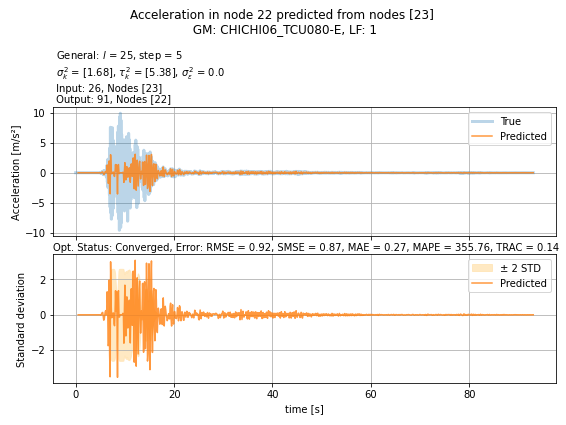 Acceleration in node 22 predicted from nodes [23]
GM: CHICHI06_TCU080-E, LF: 1
General: l = 25, step = 5
σ²ₖ = [1.68], τ²ₖ = [5.38], σ²ε = 0.0
Input: 26, Nodes [23]
Output: 91, Nodes [22]
10
5
0
−5
−10
Acceleration [m/s²]
True
Predicted
Opt. Status: Converged, Error: RMSE = 0.92, SMSE = 0.87, MAE = 0.27, MAPE = 355.76, TRAC = 0.14
2
0
−2
Standard deviation
± 2 STD
Predicted
0 20 40 60 80
time [s]